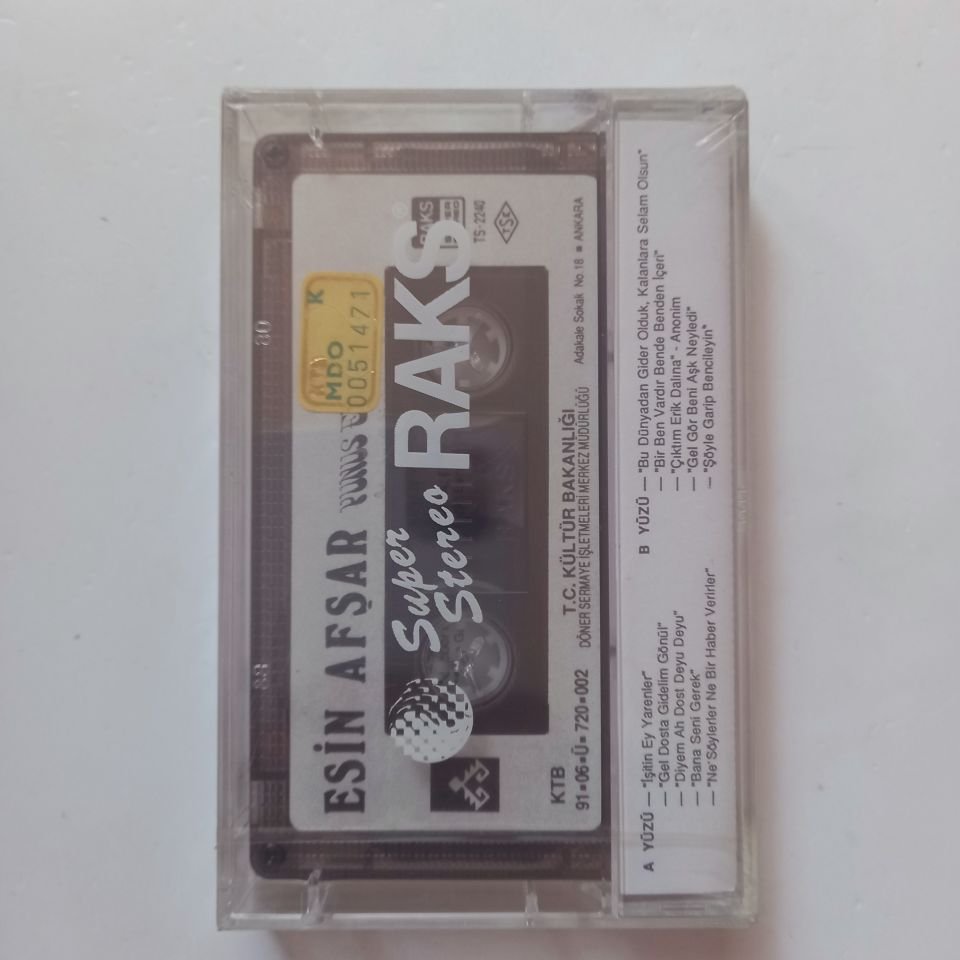 ESİN AFŞAR YUNUS
K
MDO
0051471
Super
Stereo RAKS
RAKS
TS-2240
TSE
KTB
91▪06▪Ü▪720▪002
T.C. KÜLTÜR BAKANLIĞI
DÖNER SERMAYE İŞLETMELERİ MERKEZ MÜDÜRLÜĞÜ
Adakale Sokak No.18 ▪ ANKARA
A YÜZÜ — "İşitin Ey Yarenler"
— "Gel Dosta Gidelim Gönül"
— "Diyem Ah Dost Deyu Deyu"
— "Bana Seni Gerek"
— "Ne Söylerler Ne Bir Haber Verirler"
B YÜZÜ — "Bu Dünyadan Gider Olduk, Kalanlara Selam Olsun"
— "Bir Ben Vardır Bende Benden İçeri"
— "Çıktım Erik Dalına" - Anonim
— "Gel Gör Beni Aşk Neyledi"
— "Şöyle Garip Bencileyin"